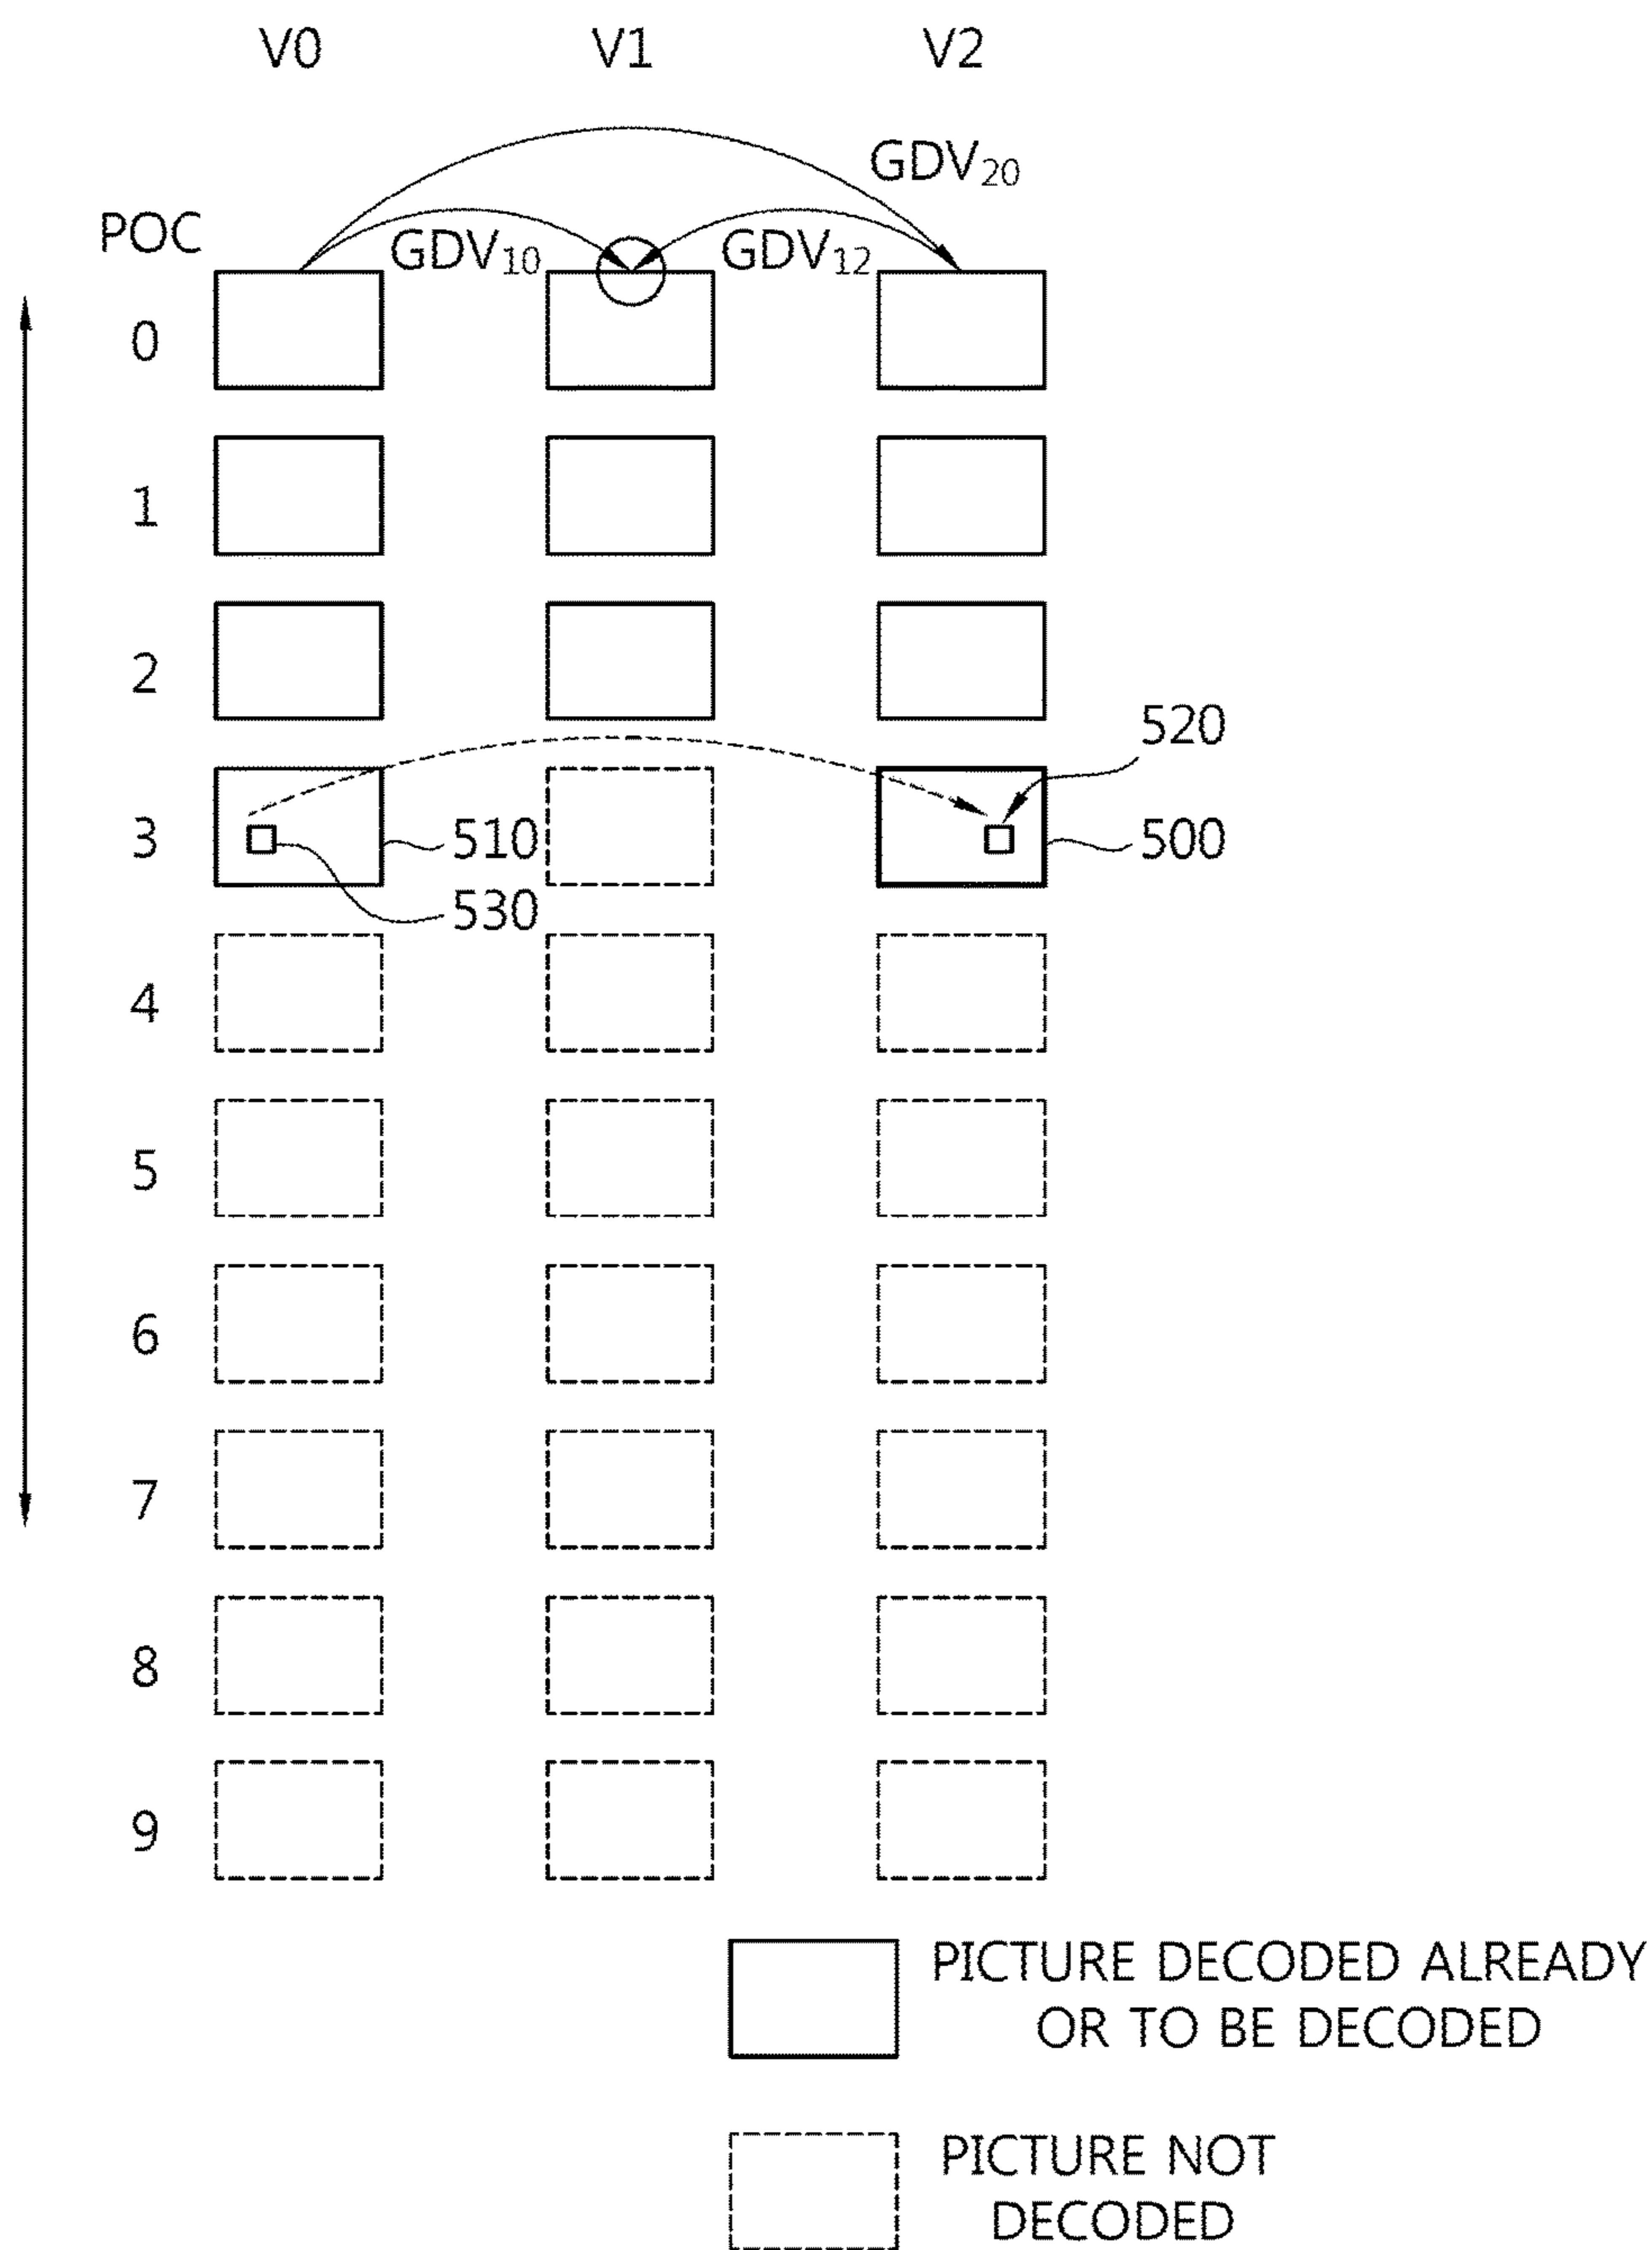 V0 V1 V2
GDV₂₀
POC GDV₁₀ GDV₁₂
0
1
2
520
3 510 500
530
4
5
6
7
8
9
PICTURE DECODED ALREADY
OR TO BE DECODED
PICTURE NOT
DECODED